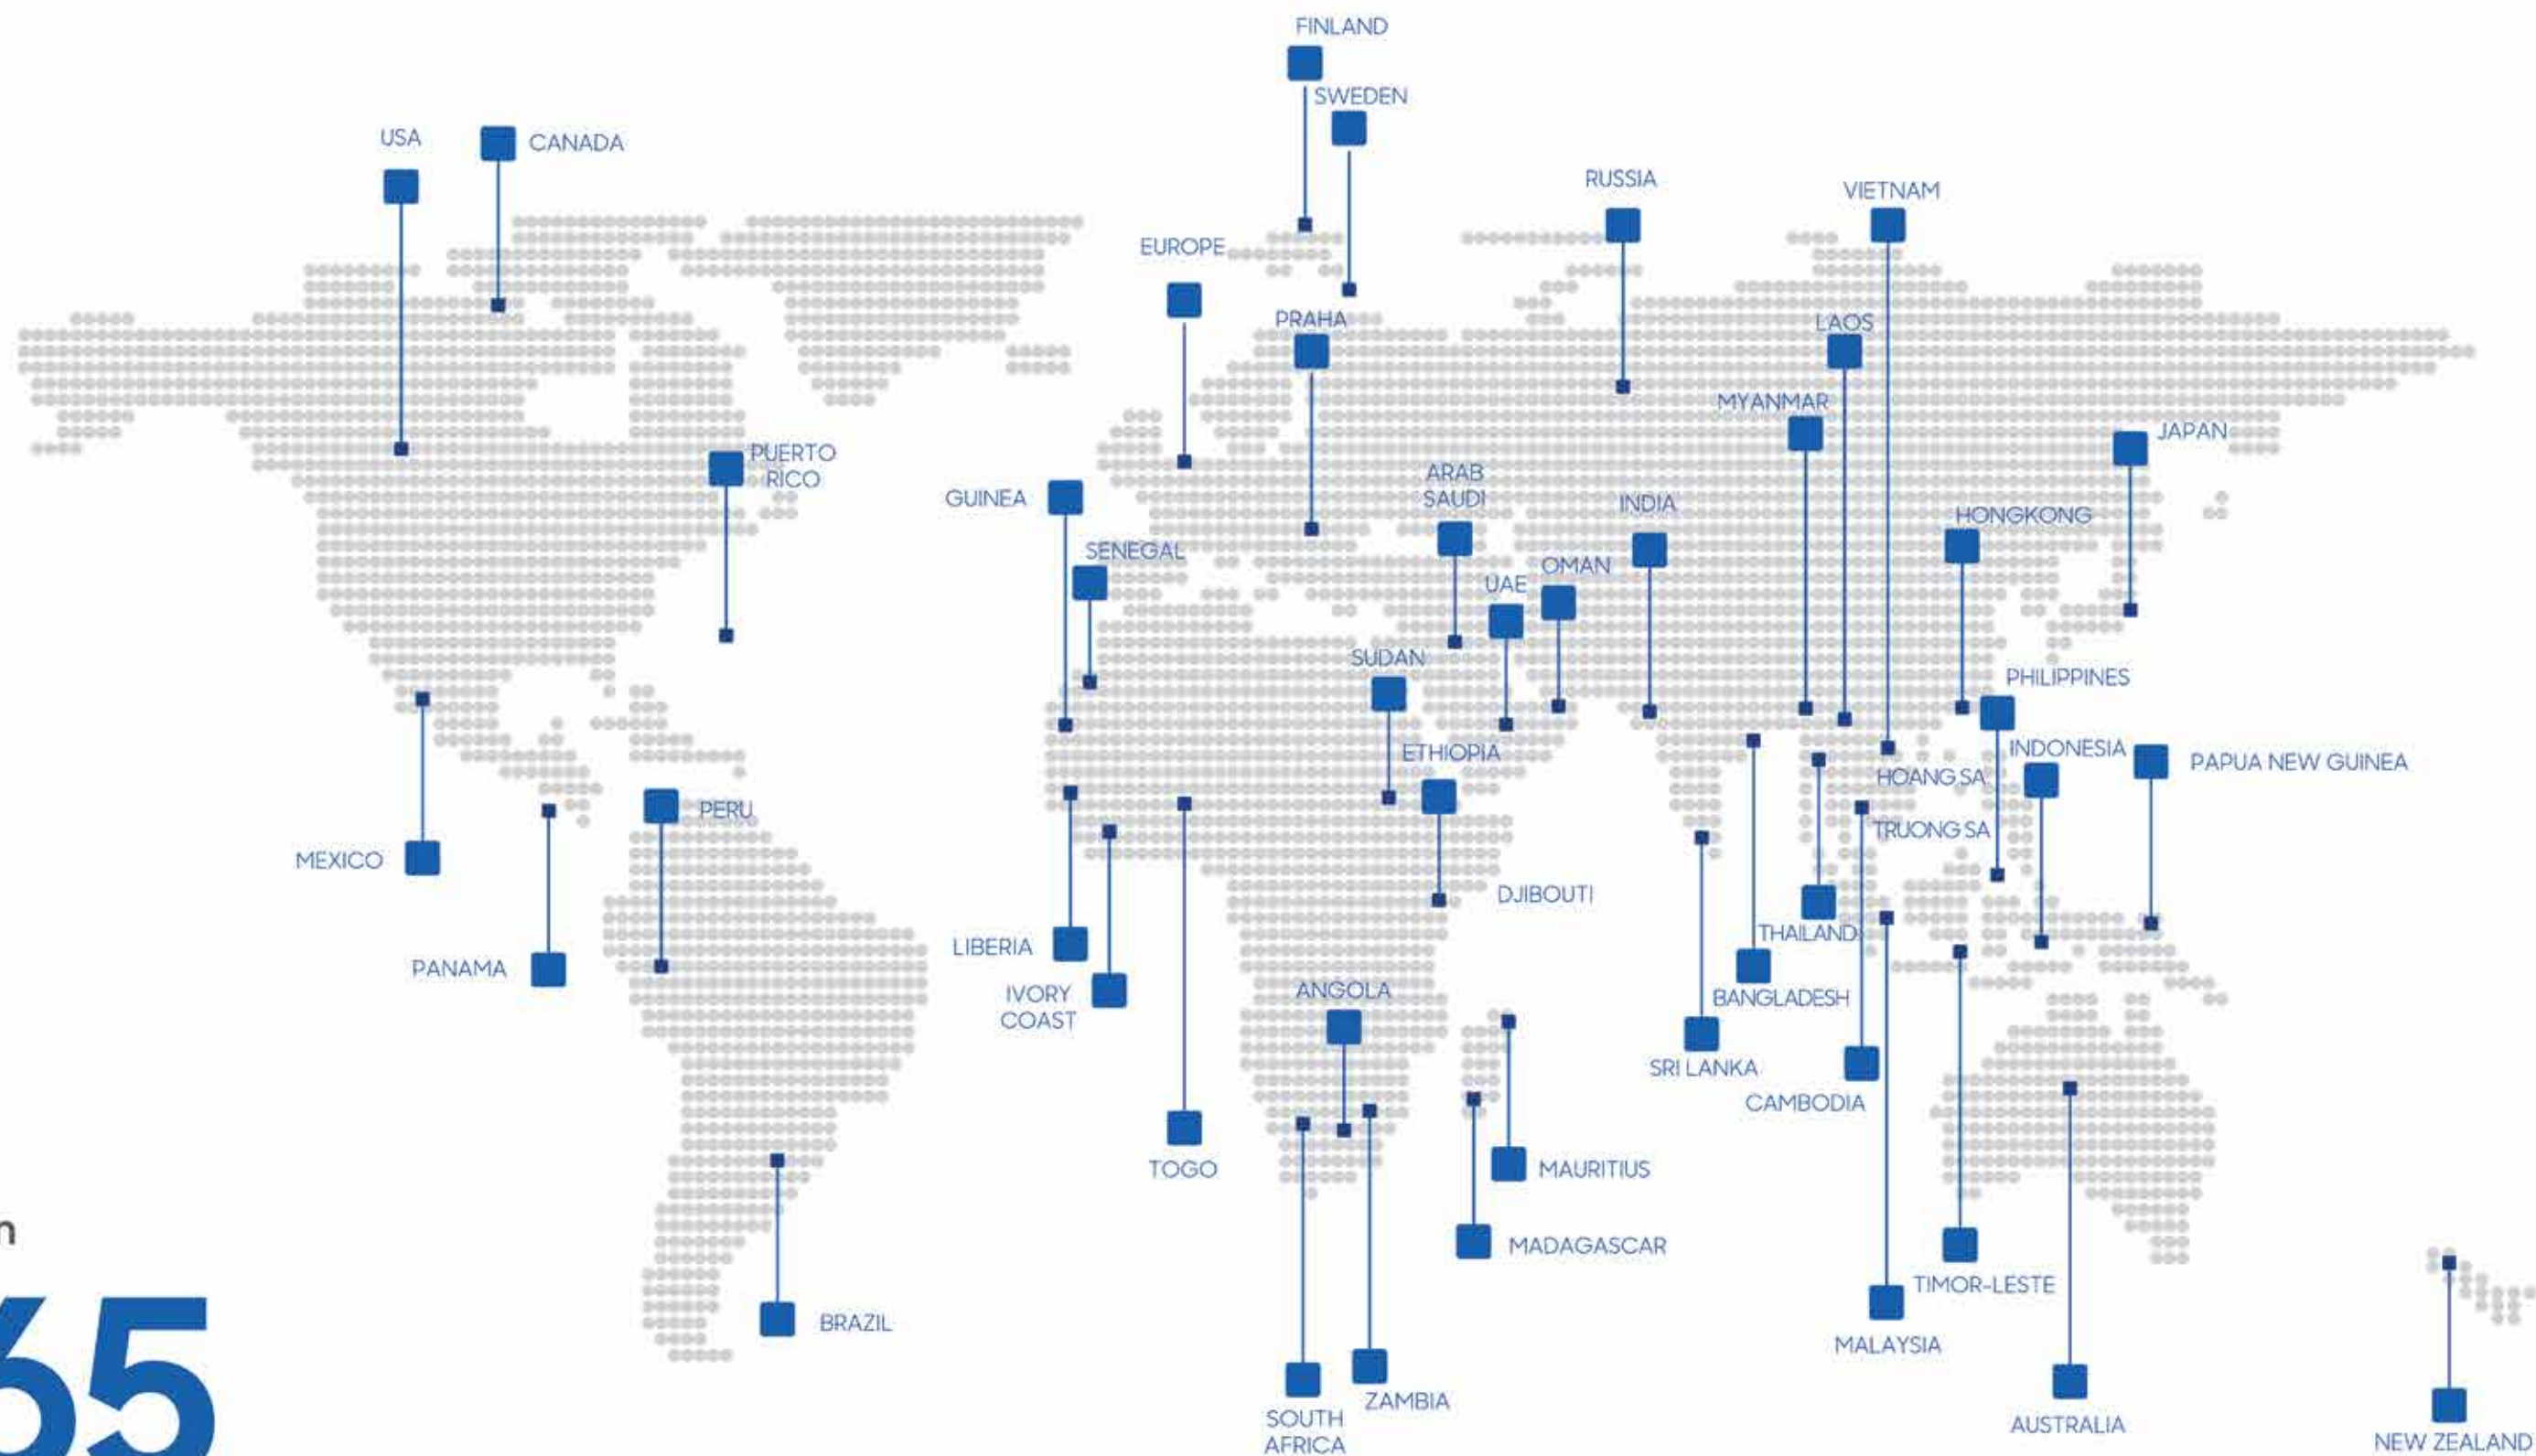 FINLAND
SWEDEN
USA
CANADA
RUSSIA
VIETNAM
EUROPE
PRAHA
LAOS
MYANMAR
JAPAN
PUERTO
RICO
ARAB
SAUDI
GUINEA
INDIA
HONGKONG
SENEGAL
OMAN
UAE
SUDAN
PHILIPPINES
ETHIOPIA
INDONESIA
PAPUA NEW GUINEA
HOANG SA
PERU
TRUONG SA
MEXICO
DJIBOUTI
THAILAND
LIBERIA
PANAMA
ANGOLA
IVORY
COAST
BANGLADESH
SRI LANKA
CAMBODIA
TOGO
MAURITIUS
MADAGASCAR
TIMOR-LESTE
BRAZIL
MALAYSIA
ZAMBIA
SOUTH
AFRICA
AUSTRALIA
NEW ZEALAND
n
65